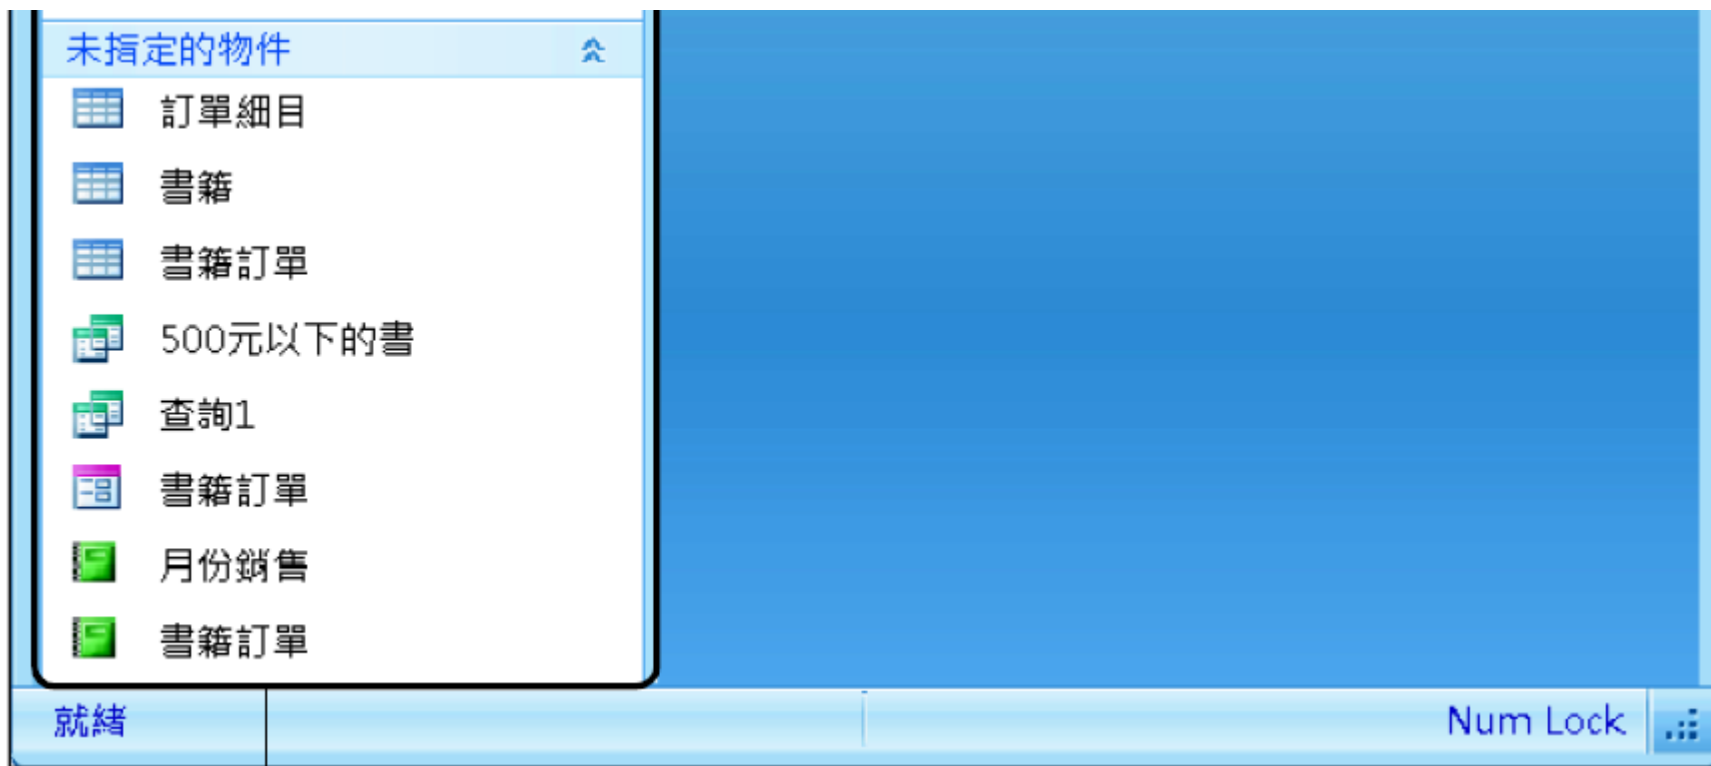 未指定的物件
訂單細目
書籍
書籍訂單
500元以下的書
查詢1
書籍訂單
月份銷售
書籍訂單
就緒
Num Lock